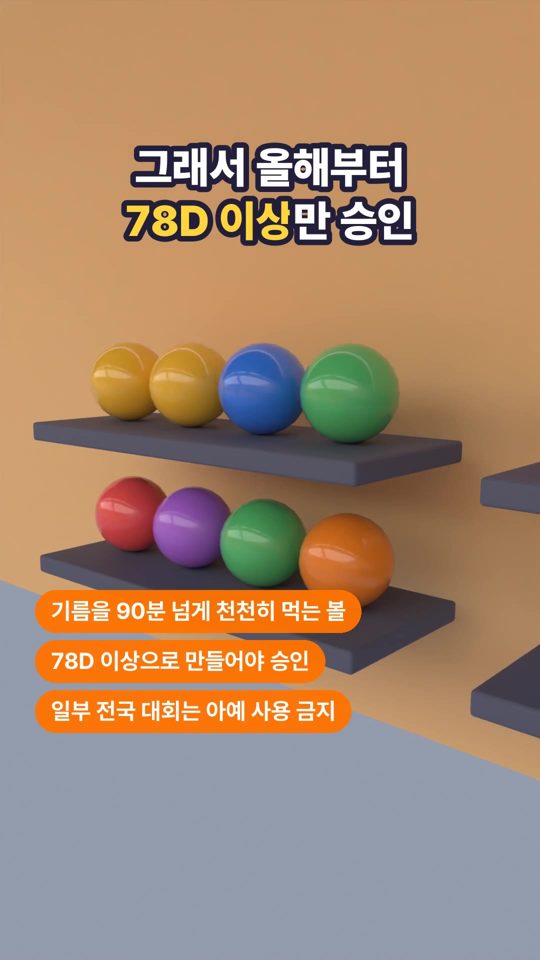 그래서 올해부터
78D 이상만 승인
기름을 90분 넘게 천천히 먹는 볼
78D 이상으로 만들어야 승인
일부 전국 대회는 아예 사용 금지